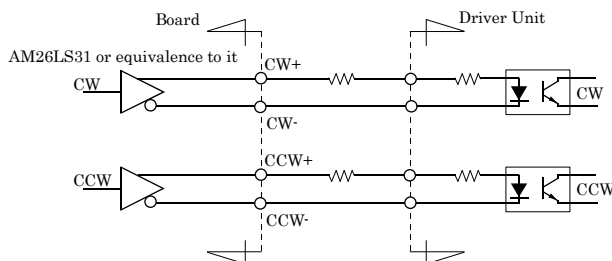 Board
Driver Unit
AM26LS31 or equivalence to it
CW+
CW
CW
CW-
CCW+
CCW
CCW
CCW-